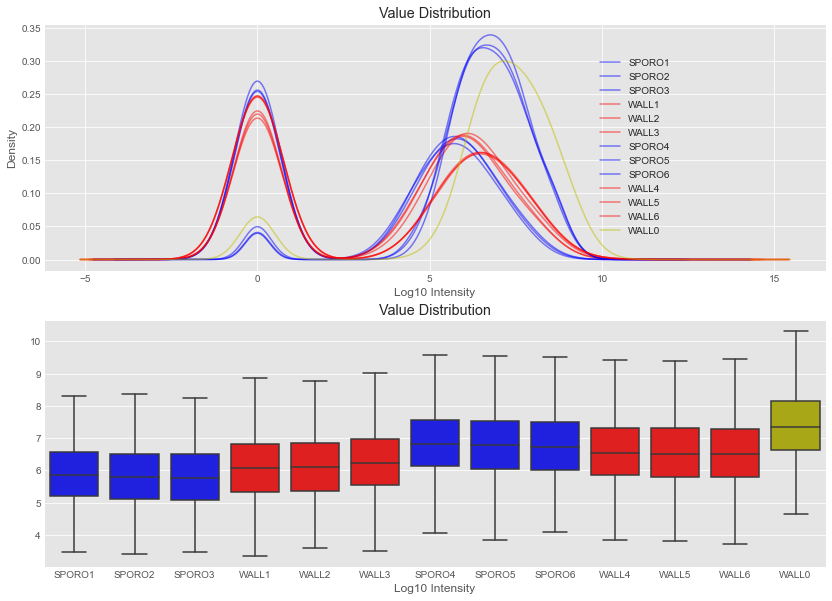 Value Distribution
0.35
0.30
0.25
0.20
0.15
0.10
0.05
0.00
Density
SPORO1
SPORO2
SPORO3
WALL1
WALL2
WALL3
SPORO4
SPORO5
SPORO6
WALL4
WALL5
WALL6
WALL0
−5 0 5 10 15
Log10 Intensity
Value Distribution
10
9
8
7
6
5
4
SPORO1 SPORO2 SPORO3 WALL1 WALL2 WALL3 SPORO4 SPORO5 SPORO6 WALL4 WALL5 WALL6 WALL0
Log10 Intensity